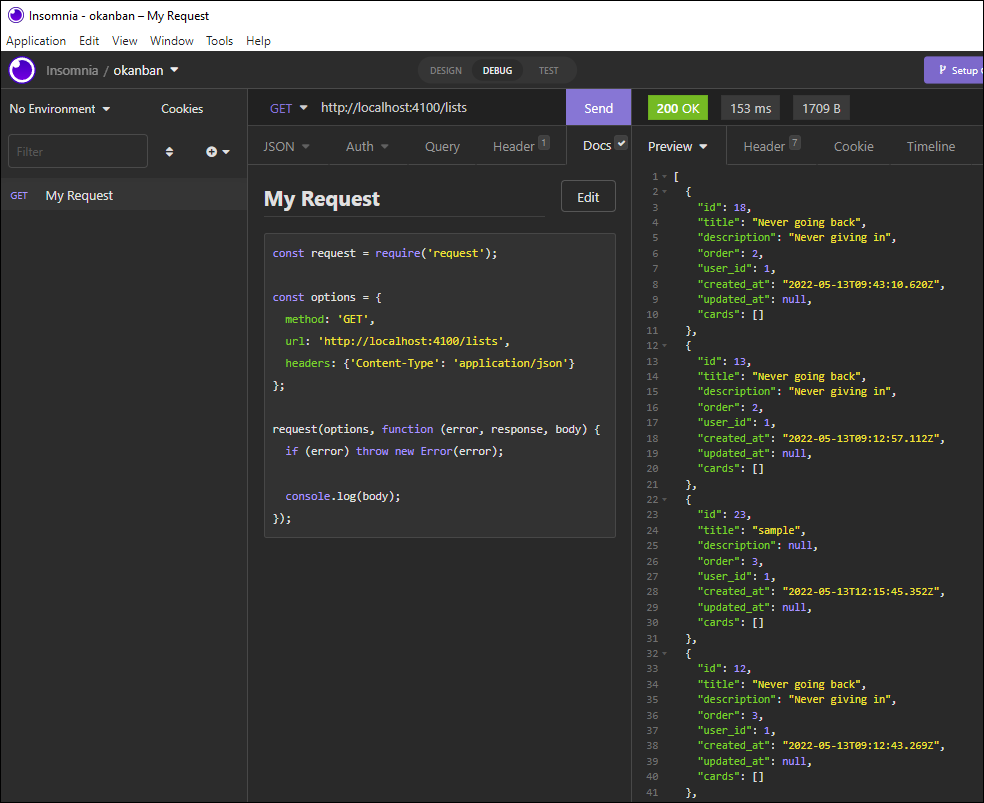 Insomnia - okanban – My Request
Application Edit View Window Tools Help
Insomnia / okanban
DESIGN DEBUG TEST
Setup
No Environment
Cookies
Filter
GET My Request
GET http://localhost:4100/lists
Send
JSON Auth Query Header 1 Docs
My Request
Edit
const request = require('request');
const options = {
method: 'GET',
url: 'http://localhost:4100/lists',
headers: {'Content-Type': 'application/json'}
};
request(options, function (error, response, body) {
if (error) throw new Error(error);
console.log(body);
});
200 OK 153 ms 1709 B
Preview Header 7 Cookie Timeline
1 [
2 {
3 "id": 18,
4 "title": "Never going back",
5 "description": "Never giving in",
6 "order": 2,
7 "user_id": 1,
8 "created_at": "2022-05-13T09:43:10.620Z",
9 "updated_at": null,
10 "cards": []
11 },
12 {
13 "id": 13,
14 "title": "Never going back",
15 "description": "Never giving in",
16 "order": 2,
17 "user_id": 1,
18 "created_at": "2022-05-13T09:12:57.112Z",
19 "updated_at": null,
20 "cards": []
21 },
22 {
23 "id": 23,
24 "title": "sample",
25 "description": null,
26 "order": 3,
27 "user_id": 1,
28 "created_at": "2022-05-13T12:15:45.352Z",
29 "updated_at": null,
30 "cards": []
31 },
32 {
33 "id": 12,
34 "title": "Never going back",
35 "description": "Never giving in",
36 "order": 3,
37 "user_id": 1,
38 "created_at": "2022-05-13T09:12:43.269Z",
39 "updated_at": null,
40 "cards": []
41 },